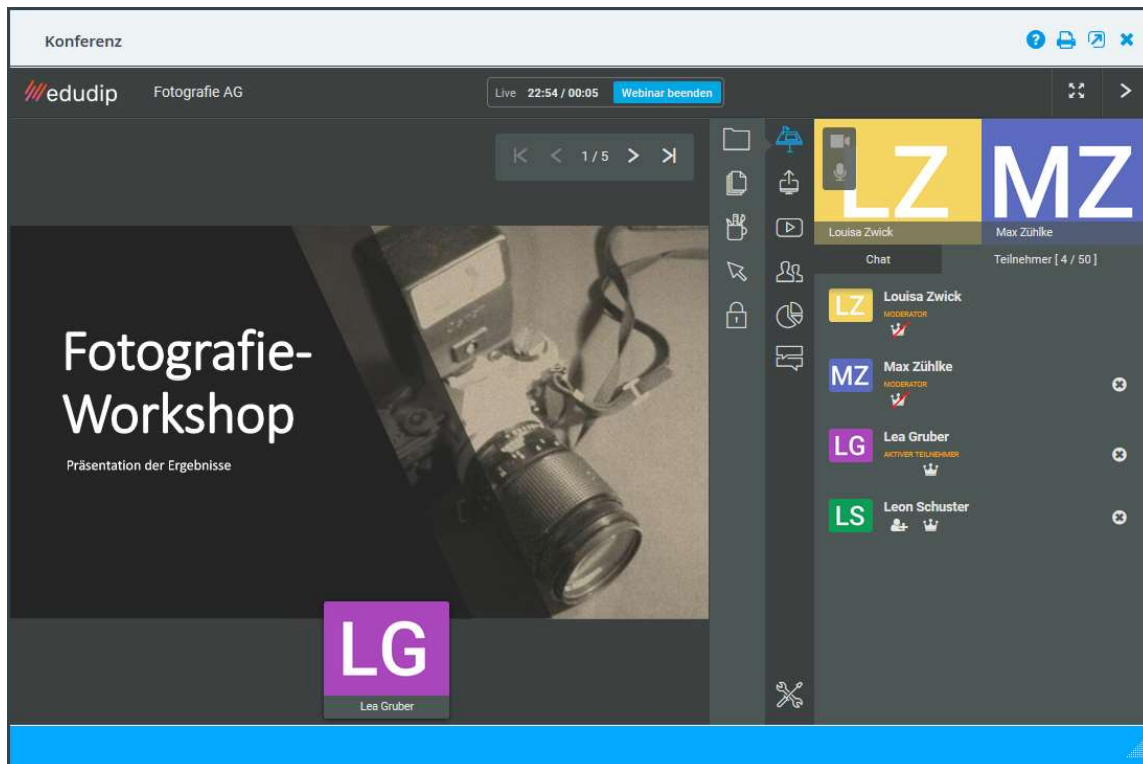 Konferenz
edudip
Fotografie AG
Live 22:54 / 00:05 Webinar beenden
1 / 5
Fotografie-
Workshop
Präsentation der Ergebnisse
LG
Lea Gruber
LZ
Louisa Zwick
MZ
Max Zühlke
Chat
Teilnehmer [ 4 / 50 ]
LZ
Louisa Zwick
MODERATOR
MZ
Max Zühlke
MODERATOR
LG
Lea Gruber
AKTIVER TEILNEHMER
LS
Leon Schuster